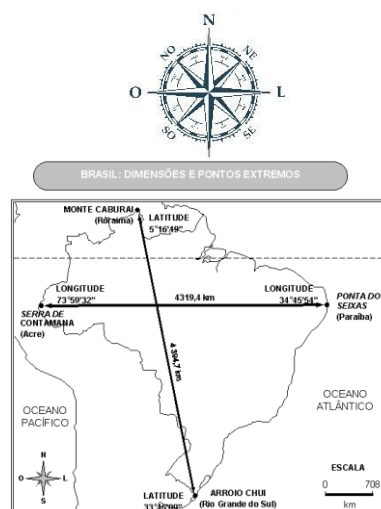 N
NO
NE
O
L
SO
SE
BRASIL: DIMENSÕES E PONTOS EXTREMOS
MONTE CABURAI
(Roraima)
LATITUDE
5°16'49"
LONGITUDE
73°59'32"
4319,4 km
LONGITUDE
34°45'54"
PONTA DO
SEIXAS
(Paraíba)
SERRA DE
CONTAMANA
(Acre)
4 394,7 km
OCEANO
PACÍFICO
OCEANO
ATLÂNTICO
N
O
L
S
LATITUDE
ARROIO CHUI
(Rio Grande do Sul)
ESCALA
0
708
km